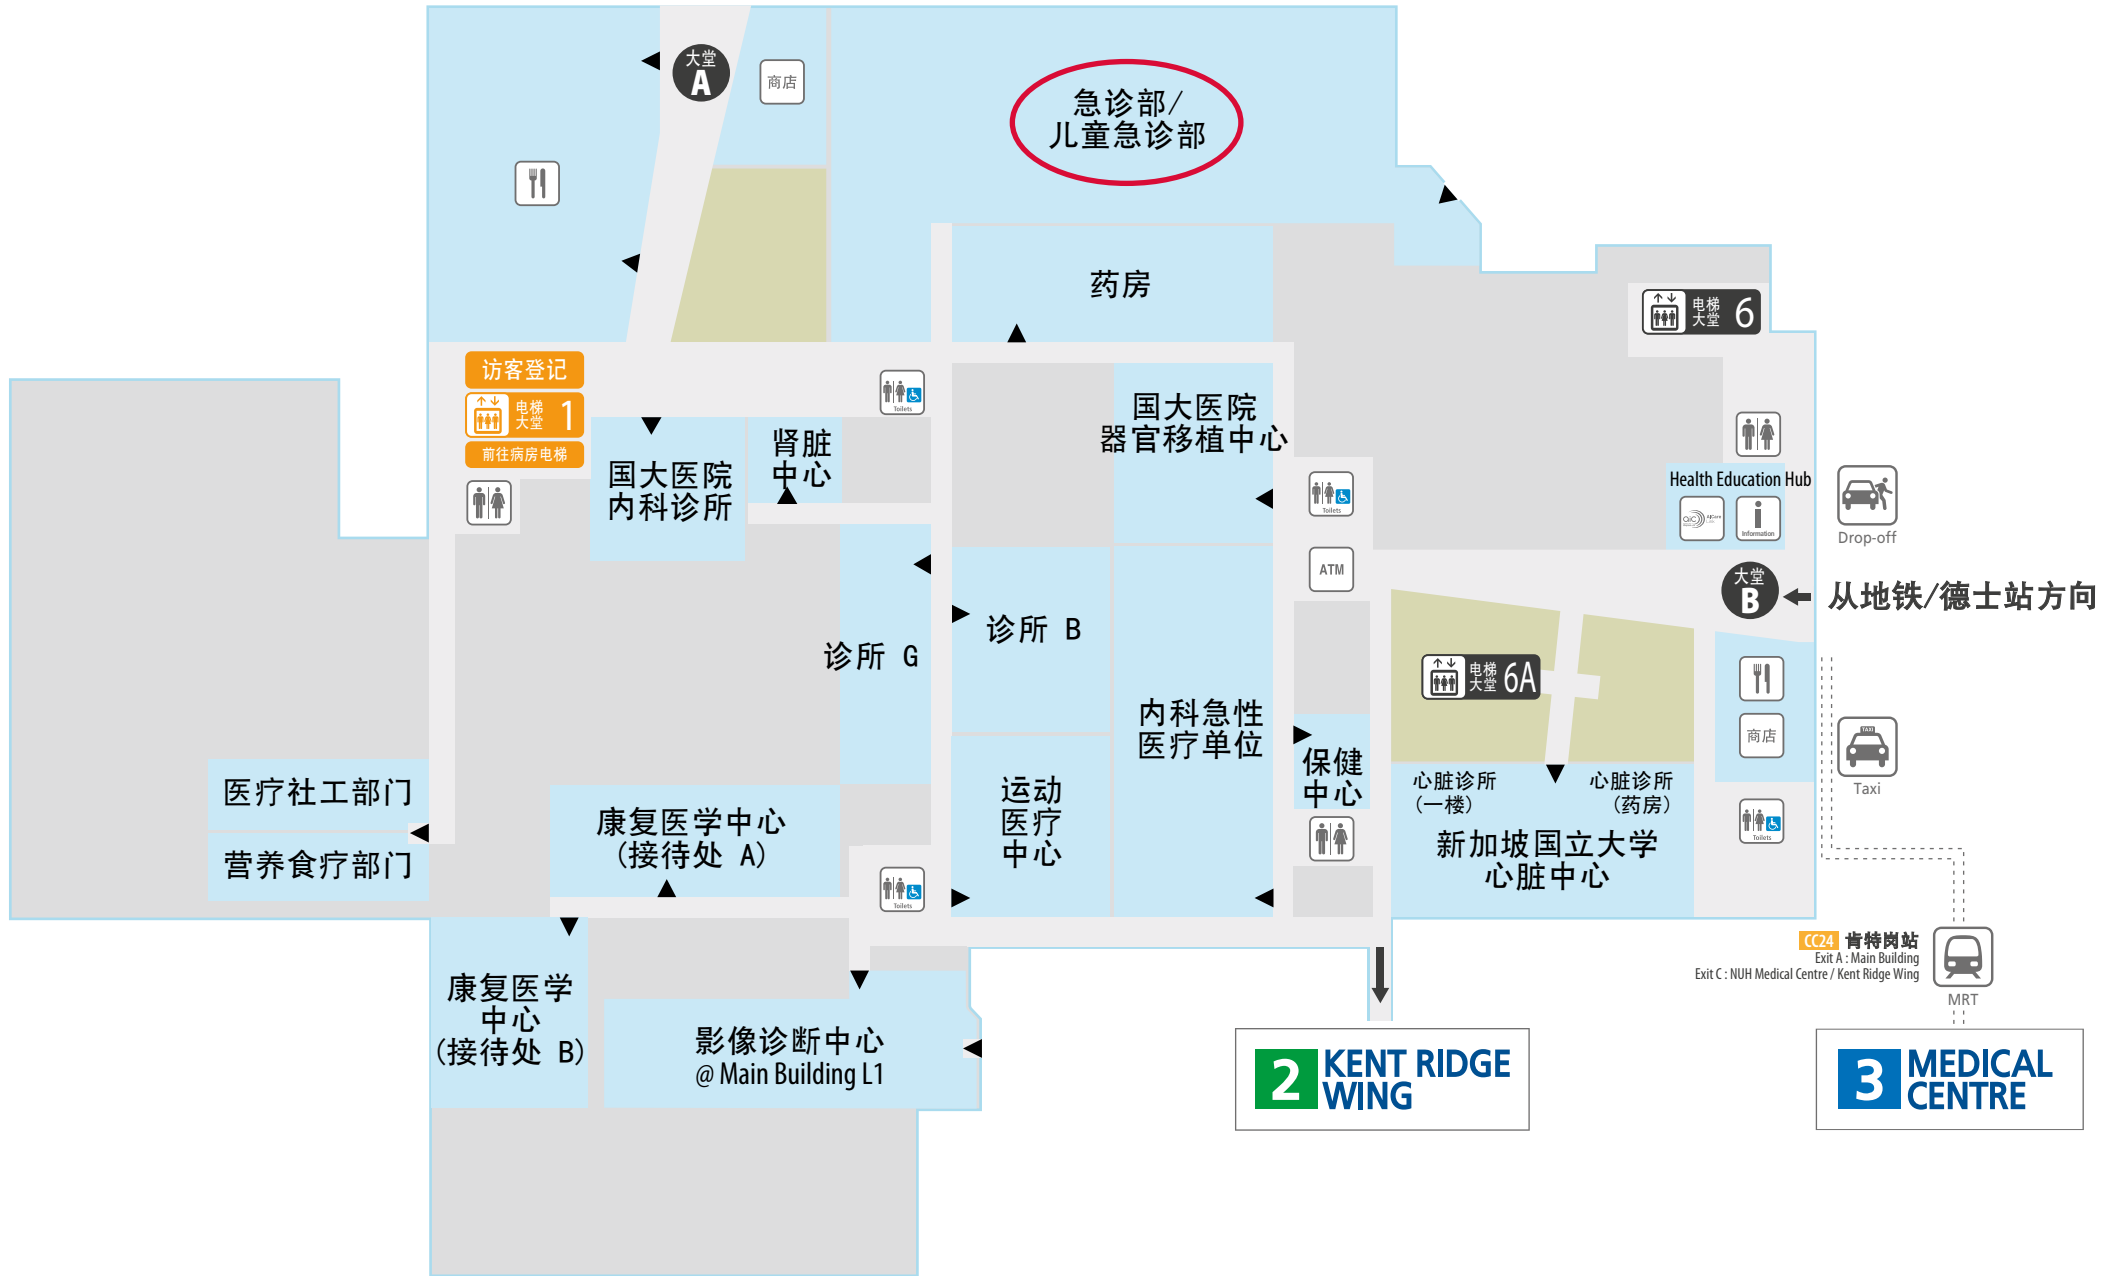 大堂
A
商店
急诊部/
儿童急诊部
药房
电梯
大堂
6
访客登记
电梯
大堂
1
前往病房电梯
Toilets
国大医院
内科诊所
肾脏
中心
国大医院
器官移植中心
Toilets
ATM
Health Education Hub
Information
Drop-off
大堂
B
从地铁/德士站方向
诊所 G
诊所 B
内科急性
医疗单位
电梯
大堂
6A
商店
TAXI
Taxi
保健
中心
心脏诊所
(一楼)
心脏诊所
(药房)
新加坡国立大学
心脏中心
Toilets
医疗社工部门
营养食疗部门
康复医学中心
(接待处 A)
运动
医疗
中心
Toilets
CC24 肯特岗站
Exit A : Main Building
Exit C : NUH Medical Centre / Kent Ridge Wing
MRT
康复医学
中心
(接待处 B)
影像诊断中心
@ Main Building L1
2 KENT RIDGE
WING
3 MEDICAL
CENTRE